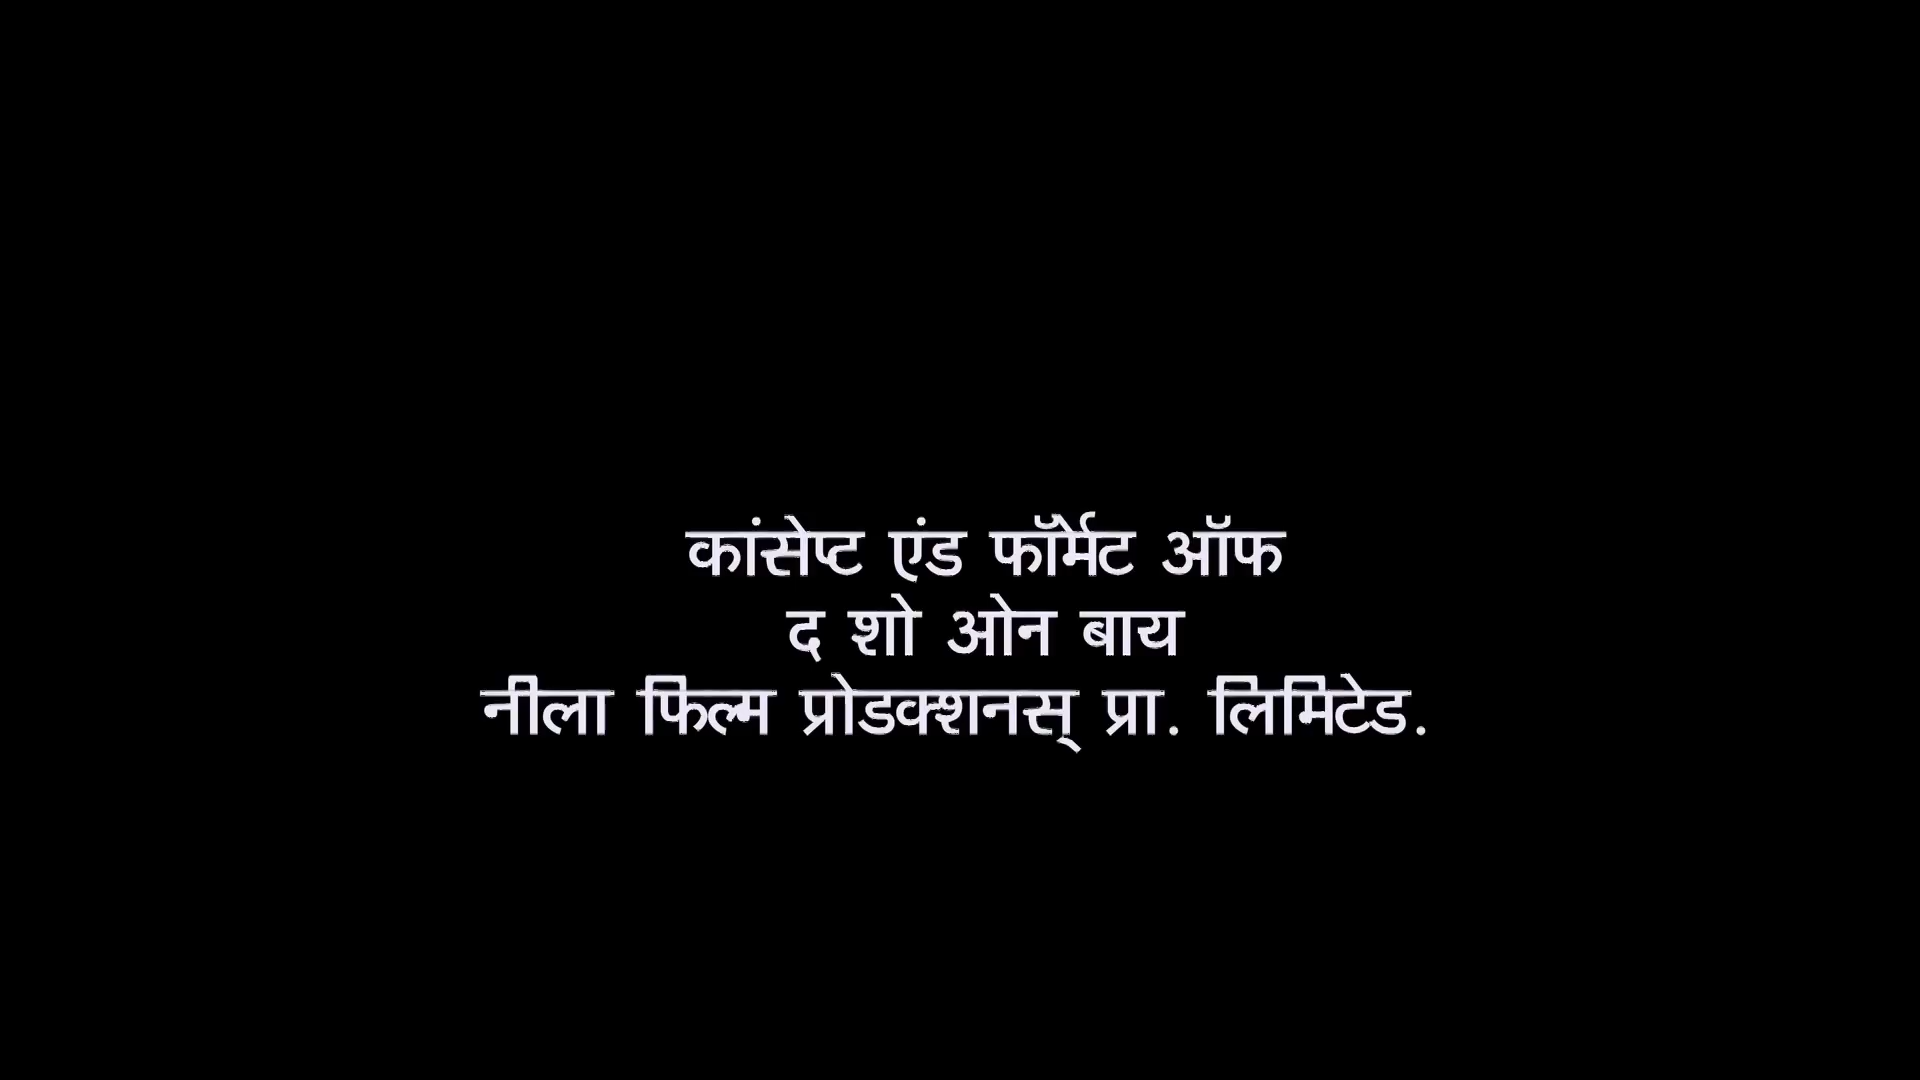 कांसेप्ट एंड फॉर्मेट ऑफ
द शो ओन बाय
नीला फिल्म प्रोडक्शनस् प्रा. लिमिटेड.